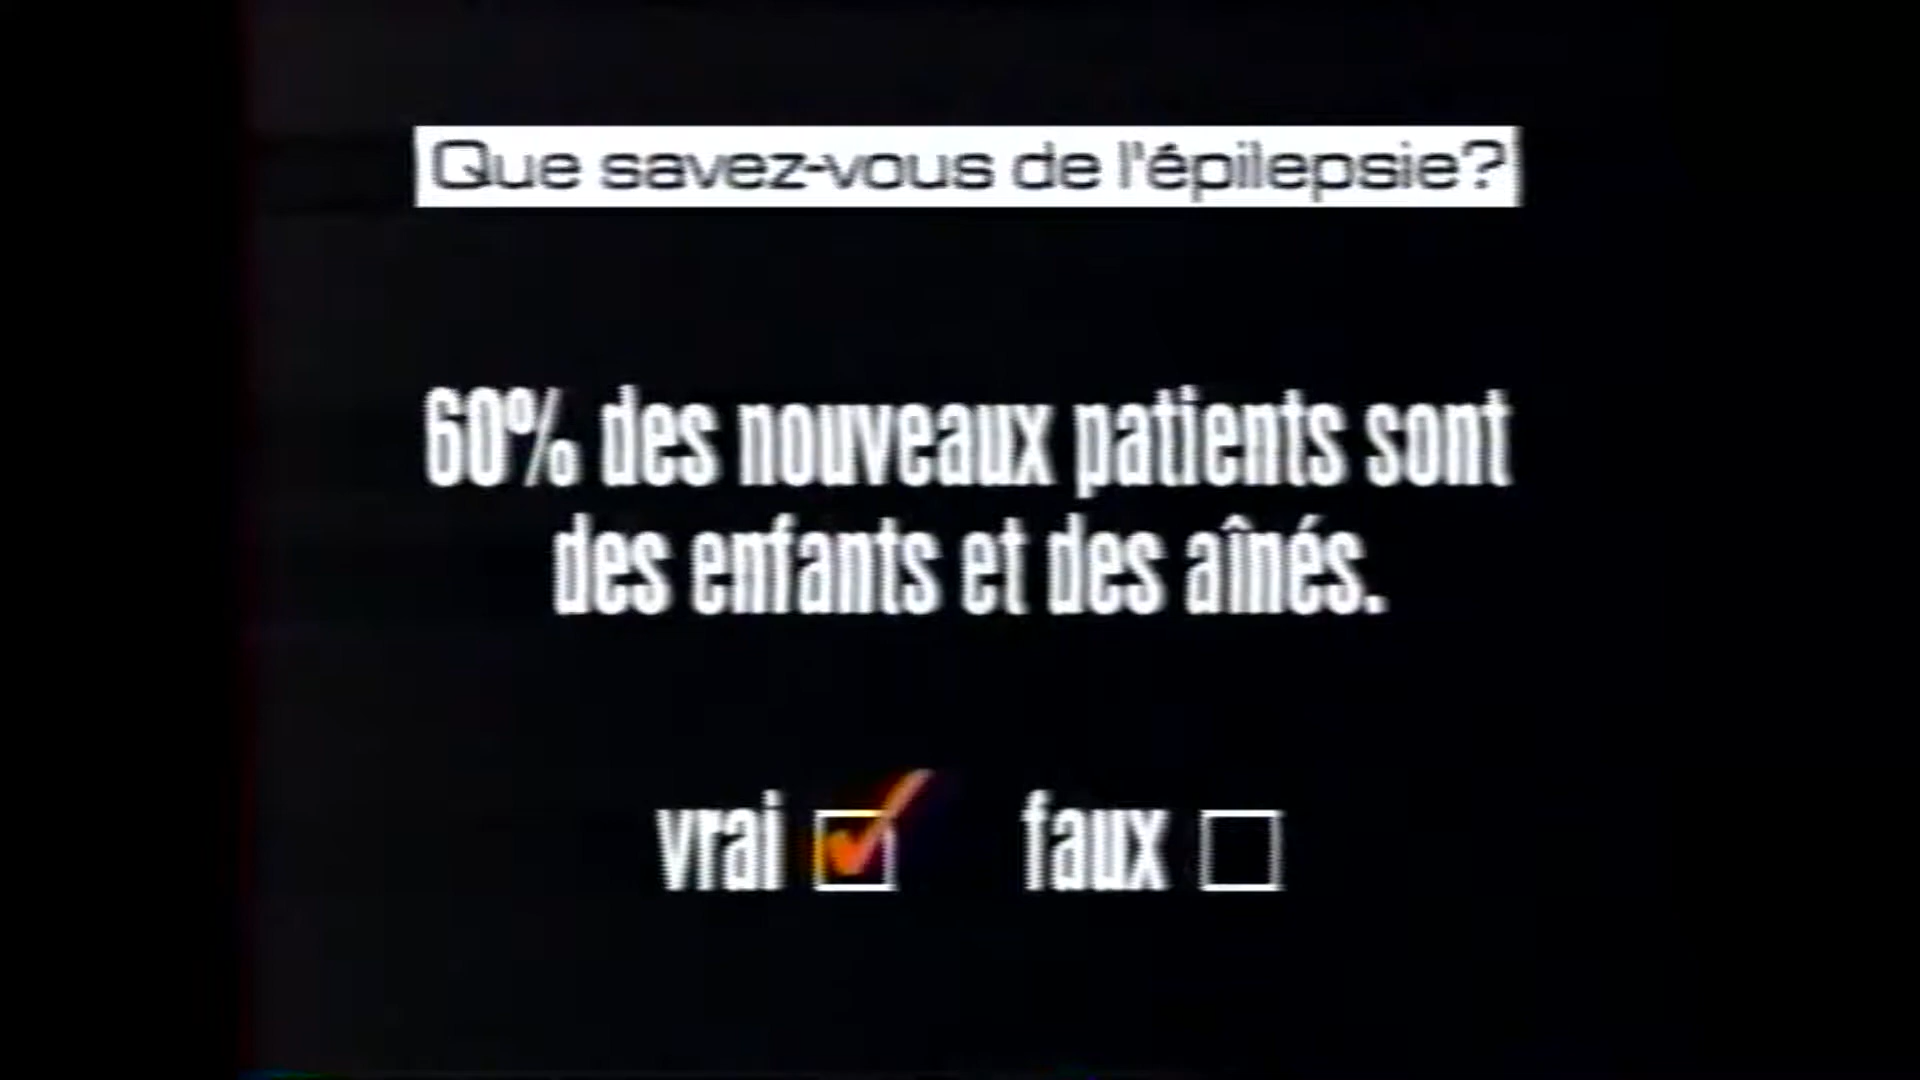 Que savez-vous de l'épilepsie?
60% des nouveaux patients sont
des enfants et des aînés.
vrai faux